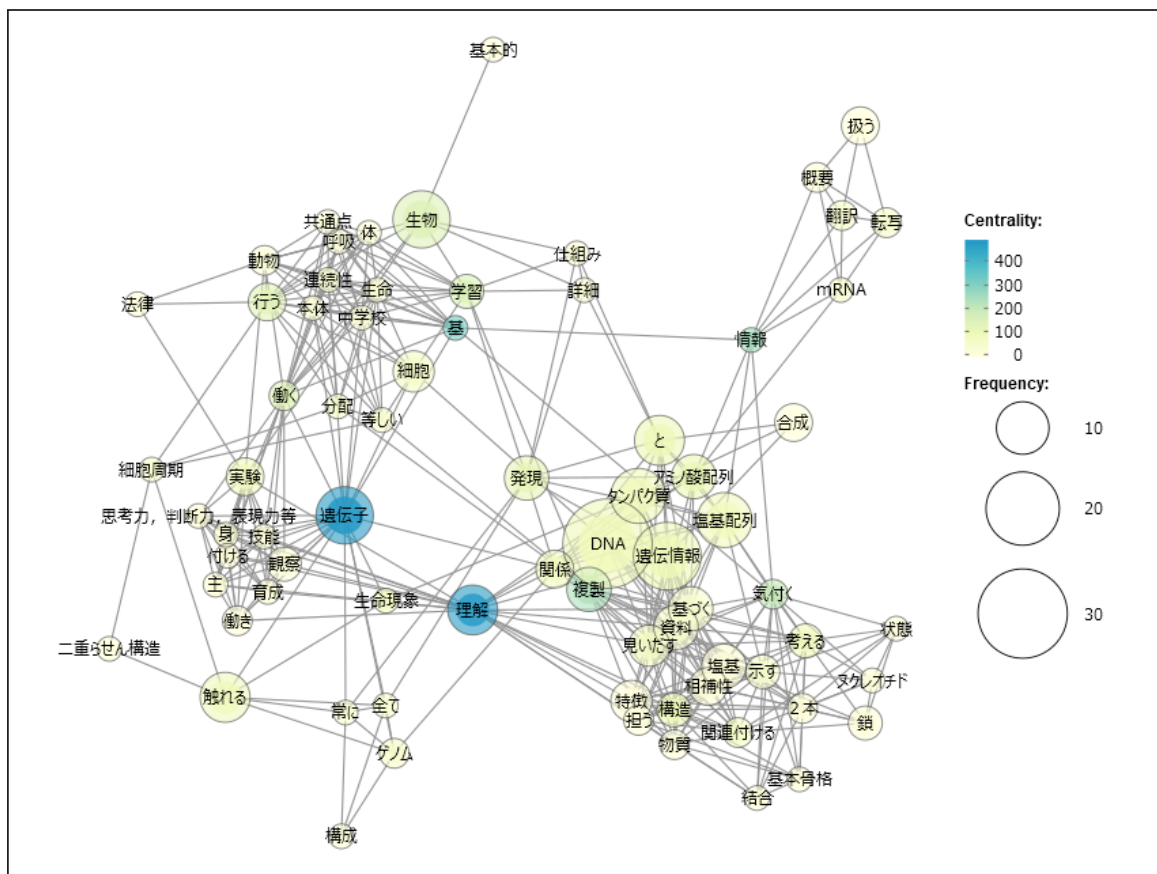 基本的
扱う
概要
翻訳
転写
mRNA
情報
共通点
呼吸
体
生物
動物
連続性
生命
学習
仕組み
詳細
法律
行う
本体
中学校
基
細胞
働く
分配
等しい
合成
と
細胞周期
実験
発現
アミノ酸配列
タンパク質
塩基配列
思考力，判断力，表現力等
遺伝子
身
技能
付ける
観察
主
育成
働き
生命現象
理解
DNA
遺伝情報
関係
複製
気付く
基づく
資料
見いだす
考える
状態
二重らせん構造
触れる
常に
全て
ゲノム
構成
塩基
示す
相補性
ヌクレオチド
特徴
担う
構造
2本
鎖
関連付ける
物質
基本骨格
結合
Centrality:
400
300
200
100
0
Frequency:
10
20
30